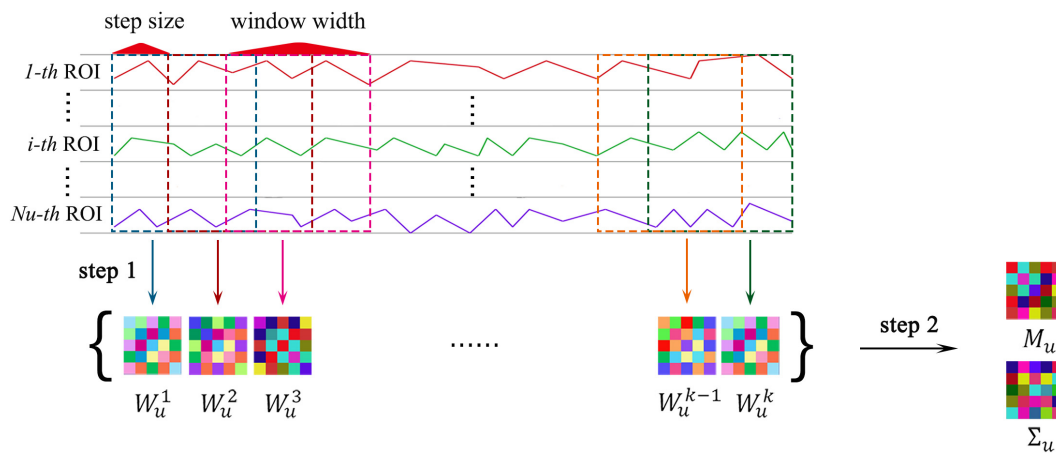 step size
window width
1-th ROI
i-th ROI
Nu-th ROI
step 1
{ ...... }
W_u^1 W_u^2 W_u^3 W_u^{k-1} W_u^k
step 2
M_u
Σ_u